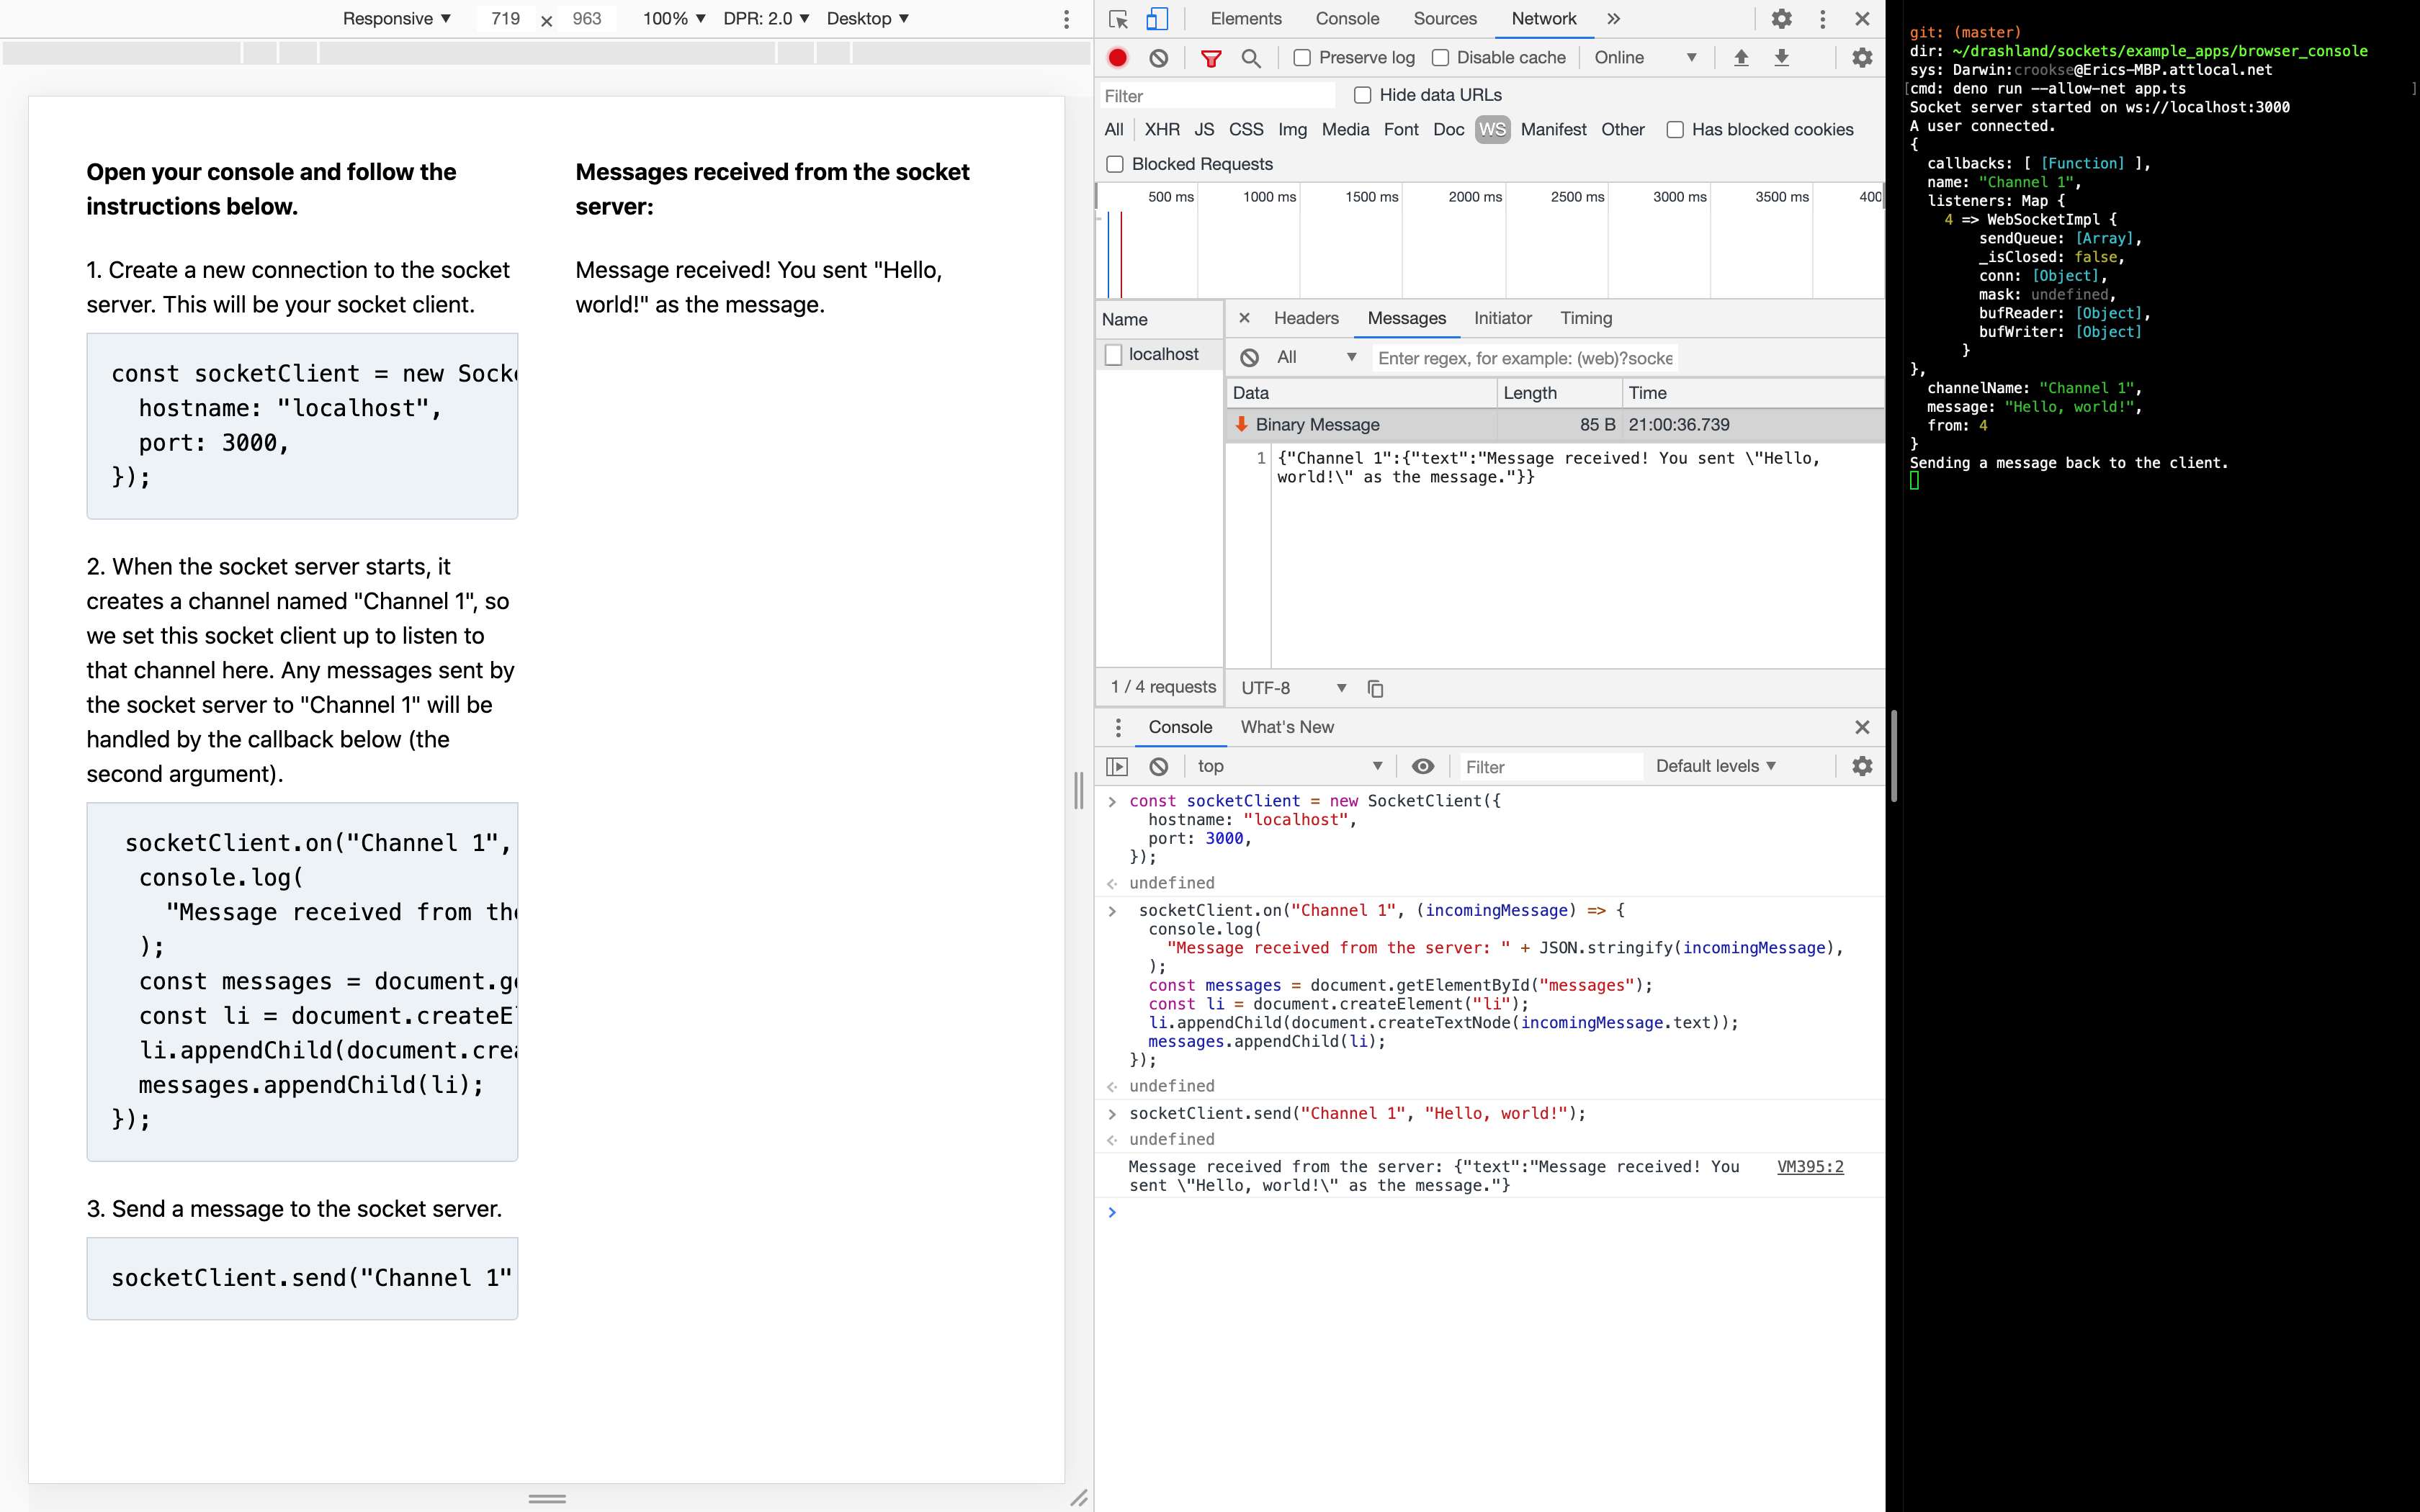 Responsive ▼ 719 × 963 100% ▼ DPR: 2.0 ▼ Desktop ▼
Open your console and follow the
instructions below.
1. Create a new connection to the socket
server. This will be your socket client.
const socketClient = new Socke
  hostname: "localhost",
  port: 3000,
});
2. When the socket server starts, it
creates a channel named "Channel 1", so
we set this socket client up to listen to
that channel here. Any messages sent by
the socket server to "Channel 1" will be
handled by the callback below (the
second argument).
 socketClient.on("Channel 1",
  console.log(
    "Message received from the
  );
  const messages = document.ge
  const li = document.createEl
  li.appendChild(document.crea
  messages.appendChild(li);
});
3. Send a message to the socket server.
socketClient.send("Channel 1"
Messages received from the socket
server:
Message received! You sent "Hello,
world!" as the message.
Elements Console Sources Network »
Preserve log Disable cache Online ▼
Filter Hide data URLs
All XHR JS CSS Img Media Font Doc WS Manifest Other Has blocked cookies
Blocked Requests
500 ms 1000 ms 1500 ms 2000 ms 2500 ms 3000 ms 3500 ms 400
Name
localhost
1 / 4 requests
× Headers Messages Initiator Timing
All ▼ Enter regex, for example: (web)?socke
Data Length Time
Binary Message 85 B 21:00:36.739
1 {"Channel 1":{"text":"Message received! You sent \"Hello,
world!\" as the message."}}
UTF-8 ▼
Console What's New
top ▼ Filter Default levels ▼
> const socketClient = new SocketClient({
  hostname: "localhost",
  port: 3000,
});
undefined
>  socketClient.on("Channel 1", (incomingMessage) => {
  console.log(
    "Message received from the server: " + JSON.stringify(incomingMessage),
  );
  const messages = document.getElementById("messages");
  const li = document.createElement("li");
  li.appendChild(document.createTextNode(incomingMessage.text));
  messages.appendChild(li);
});
undefined
> socketClient.send("Channel 1", "Hello, world!");
undefined
Message received from the server: {"text":"Message received! You VM395:2
sent \"Hello, world!\" as the message."}
>
git: (master)
dir: ~/drashland/sockets/example_apps/browser_console
sys: Darwin:crookse@Erics-MBP.attlocal.net
[cmd: deno run --allow-net app.ts ]
Socket server started on ws://localhost:3000
A user connected.
{
  callbacks: [ [Function] ],
  name: "Channel 1",
  listeners: Map {
    4 => WebSocketImpl {
        sendQueue: [Array],
        _isClosed: false,
        conn: [Object],
        mask: undefined,
        bufReader: [Object],
        bufWriter: [Object]
      }
},
  channelName: "Channel 1",
  message: "Hello, world!",
  from: 4
}
Sending a message back to the client.